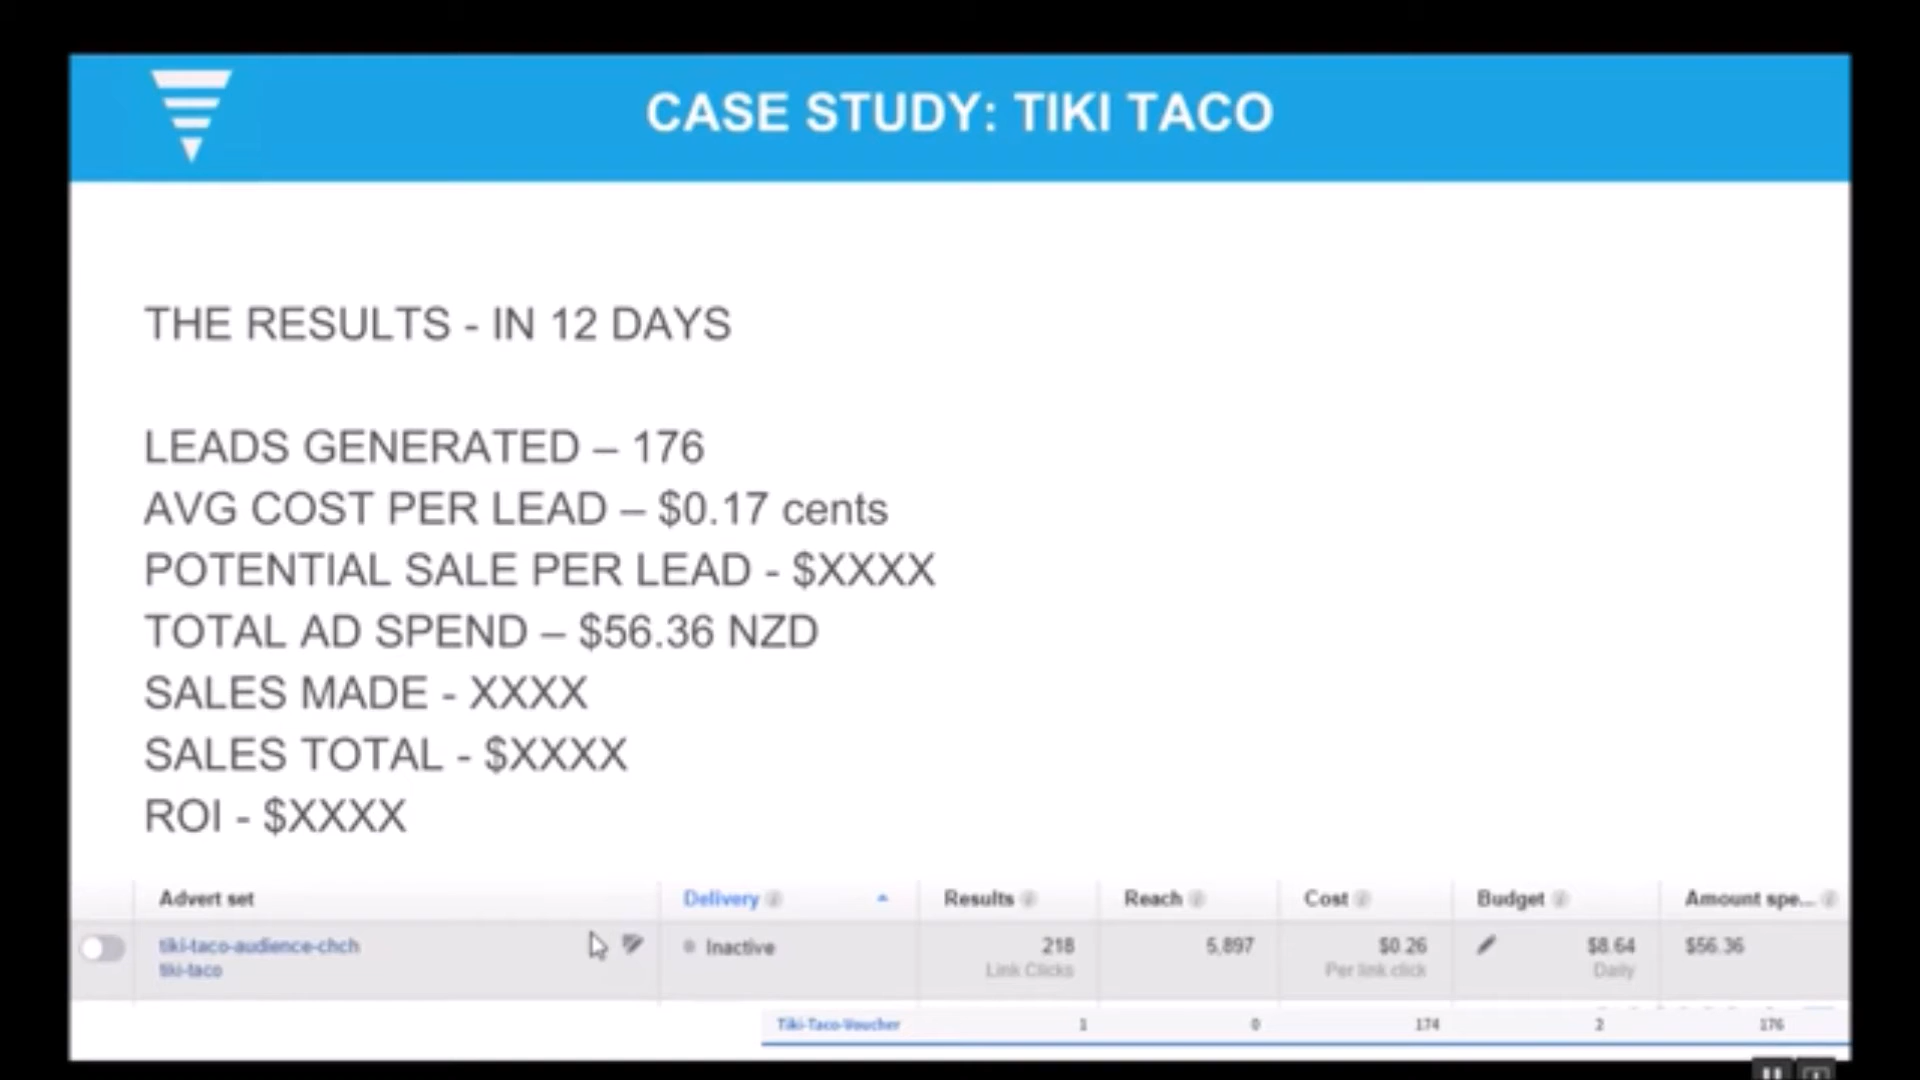 CASE STUDY: TIKI TACO
THE RESULTS - IN 12 DAYS
LEADS GENERATED – 176
AVG COST PER LEAD – $0.17 cents
POTENTIAL SALE PER LEAD - $XXXX
TOTAL AD SPEND – $56.36 NZD
SALES MADE - XXXX
SALES TOTAL - $XXXX
ROI - $XXXX
Advert set Delivery Results Reach Cost Budget Amount spe...
tiki-taco-audience-chch Inactive 218 5,897 $0.26 $8.64 $56.36
tiki-taco Link Clicks Per link click Daily
Tiki-Taco-Voucher 1 0 174 2 176